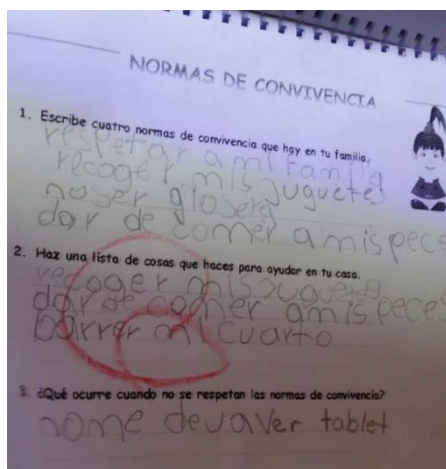 NORMAS DE CONVIVENCIA
1. Escribe cuatro normas de convivencia que hay en tu familia.
respetar a mi familia
recoger mis juguetes
noser glosera
dar de comer a mis pece
2. Haz una lista de cosas que haces para ayudar en tu casa.
recoger mis juguetes
dar de comer a mis peces
barrer mi cuarto
3. ¿Qué ocurre cuando no se respetan las normas de convivencia?
nome devaver tablet